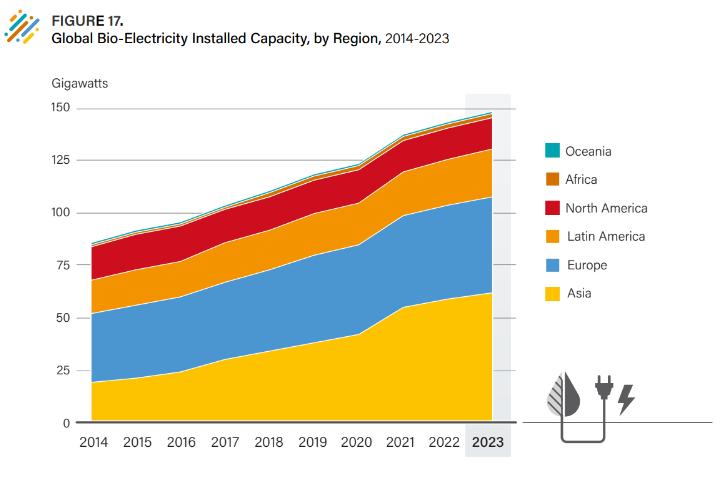 FIGURE 17.
Global Bio-Electricity Installed Capacity, by Region, 2014-2023
Gigawatts
150
125
100
75
50
25
0
2014 2015 2016 2017 2018 2019 2020 2021 2022 2023
Oceania
Africa
North America
Latin America
Europe
Asia